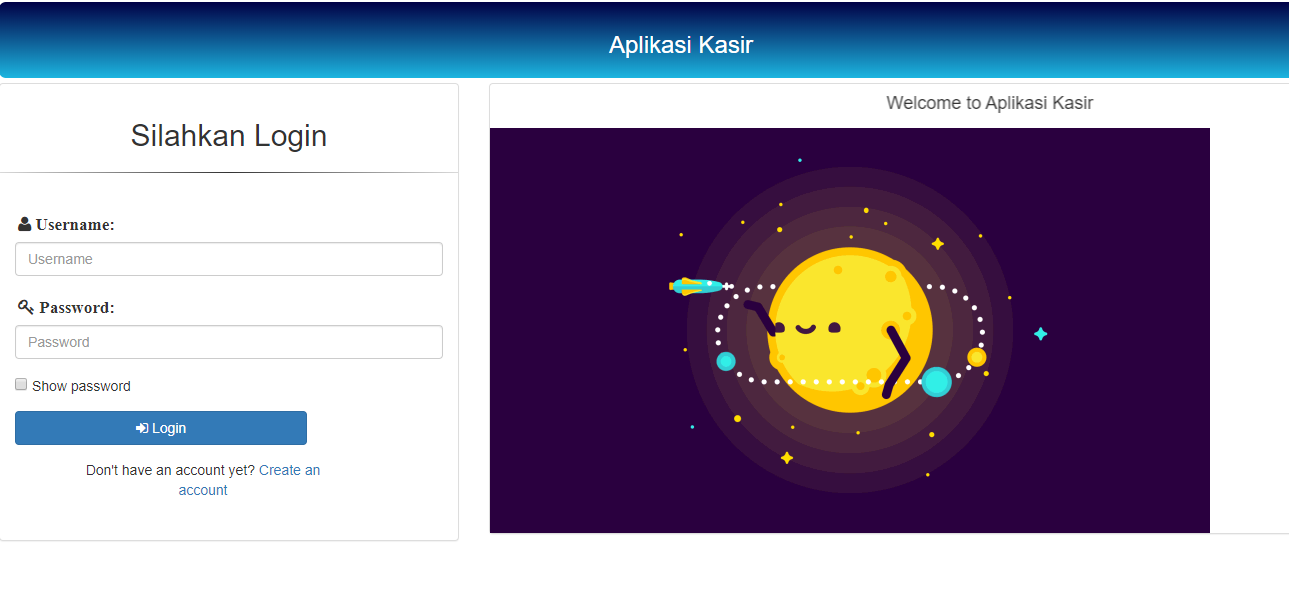 Aplikasi Kasir
Silahkan Login
Username:
Username
Password:
Password
Show password
Login
Don't have an account yet? Create an
account
Welcome to Aplikasi Kasir